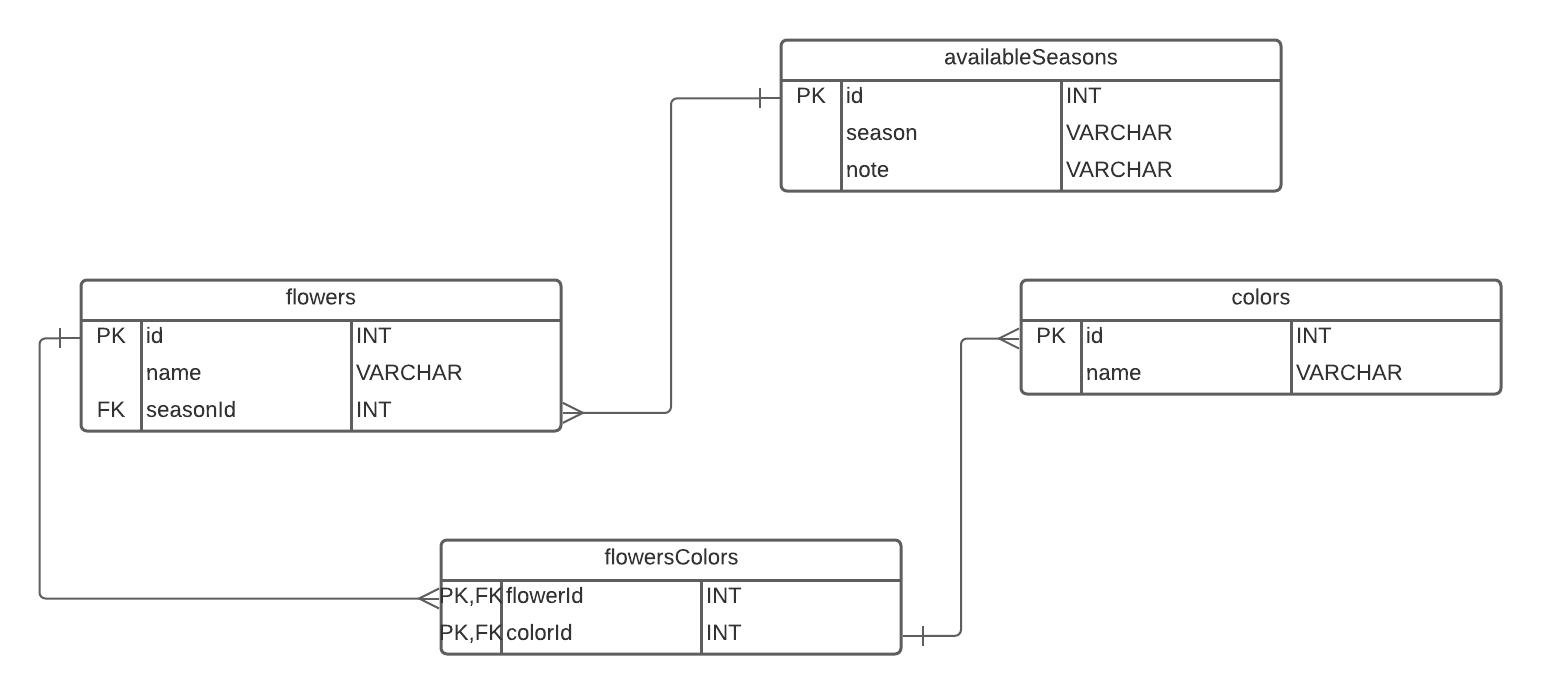 availableSeasons
PK id INT
season VARCHAR
note VARCHAR
flowers
PK id INT
name VARCHAR
FK seasonId INT
colors
PK id INT
name VARCHAR
flowersColors
PK,FK flowerId INT
PK,FK colorId INT